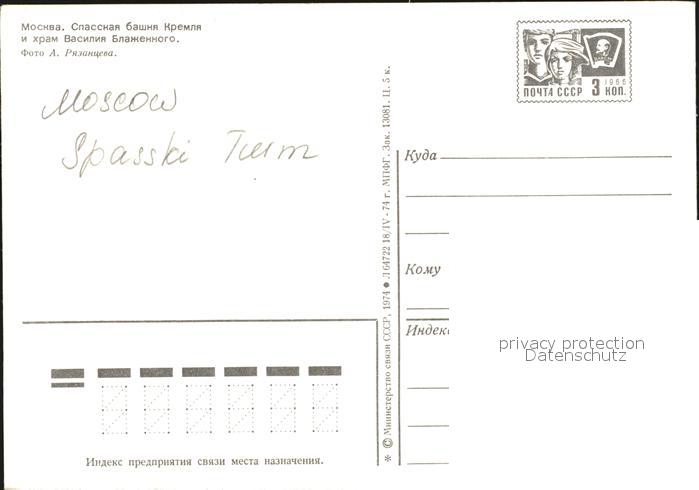 Москва. Спасская башня Кремля
и храм Василия Блаженного.
Фото А. Рязанцева.
Moscow
Spasski Turm
ПОЧТА СССР 3 КОП.
1966
Куда
Кому
Индекс
privacy protection
Datenschutz
Индекс предприятия связи места назначения.
* © Министерство связи СССР, 1974 ● Л 64722 18/IV - 74 г. МПФГ. Зак. 13081. Ц. 5 к.